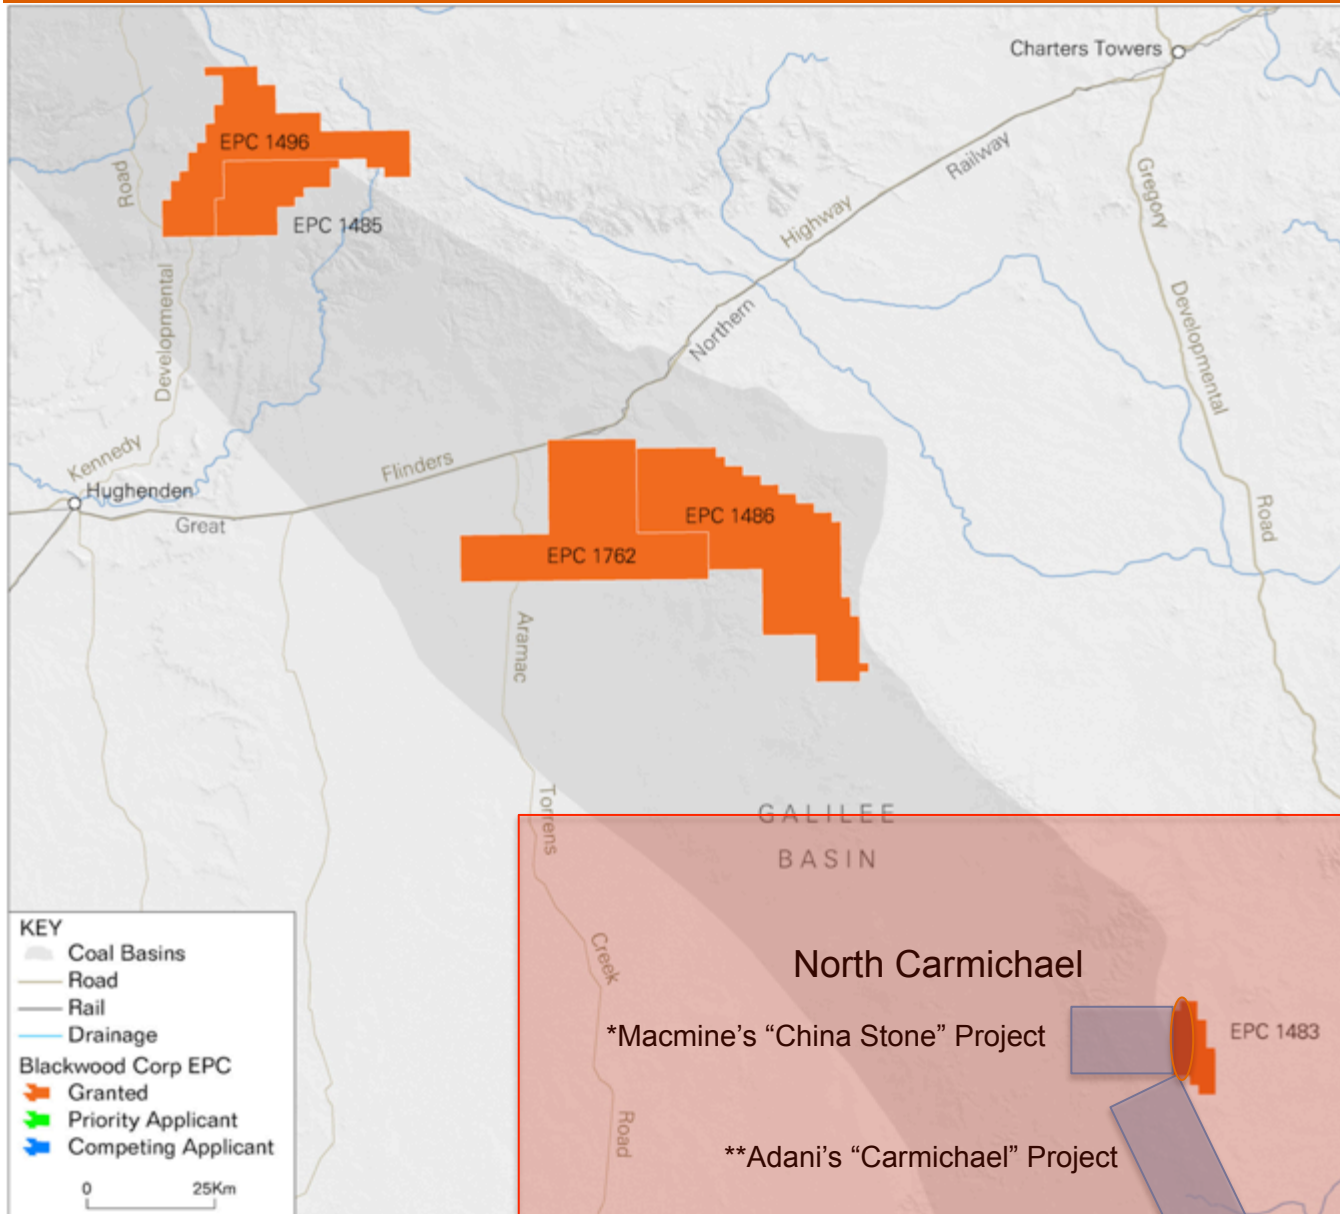 Charters Towers
EPC 1496
EPC 1485
Road
Developmental
Kennedy
Hughenden
Great
Flinders
Northern
Highway
Railway
Gregory
Developmental
Road
EPC 1486
EPC 1762
Aramac
Torrens
Creek
Road
GALILEE
BASIN
North Carmichael
*Macmine's “China Stone” Project
EPC 1483
**Adani's “Carmichael” Project
KEY
Coal Basins
Road
Rail
Drainage
Blackwood Corp EPC
Granted
Priority Applicant
Competing Applicant
0 25Km